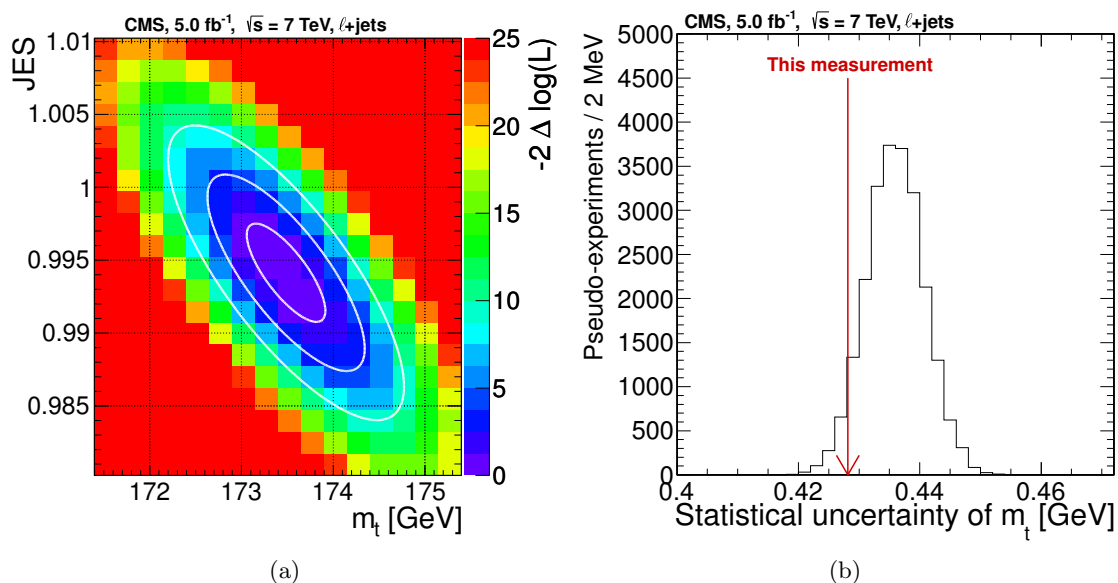 CMS, 5.0 fb⁻¹, √s = 7 TeV, ℓ+jets
JES
1.01
1.005
1
0.995
0.99
0.985
172 173 174 175
mₜ [GeV]
25
20
15
10
5
0
-2 Δ log(L)
(a)
CMS, 5.0 fb⁻¹, √s = 7 TeV, ℓ+jets
This measurement
Pseudo-experiments / 2 MeV
5000
4500
4000
3500
3000
2500
2000
1500
1000
500
0
0.4 0.42 0.44 0.46
Statistical uncertainty of mₜ [GeV]
(b)